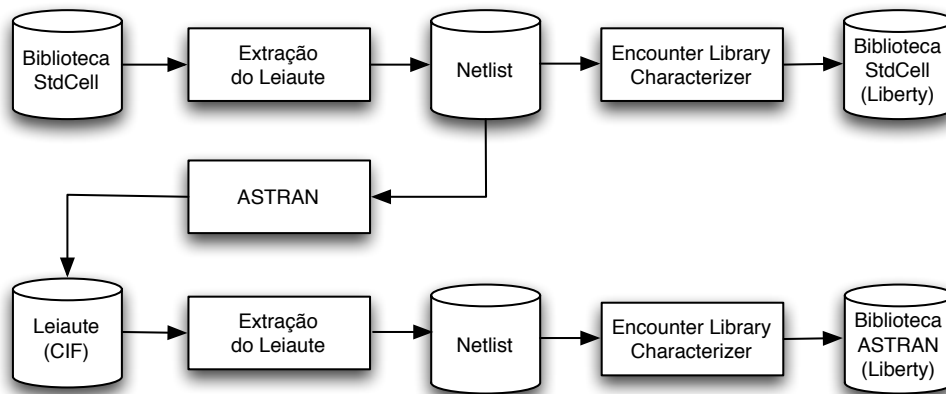 Biblioteca
StdCell
Extração
do Leiaute
Netlist
Encounter Library
Characterizer
Biblioteca
StdCell
(Liberty)
ASTRAN
Leiaute
(CIF)
Extração
do Leiaute
Netlist
Encounter Library
Characterizer
Biblioteca
ASTRAN
(Liberty)